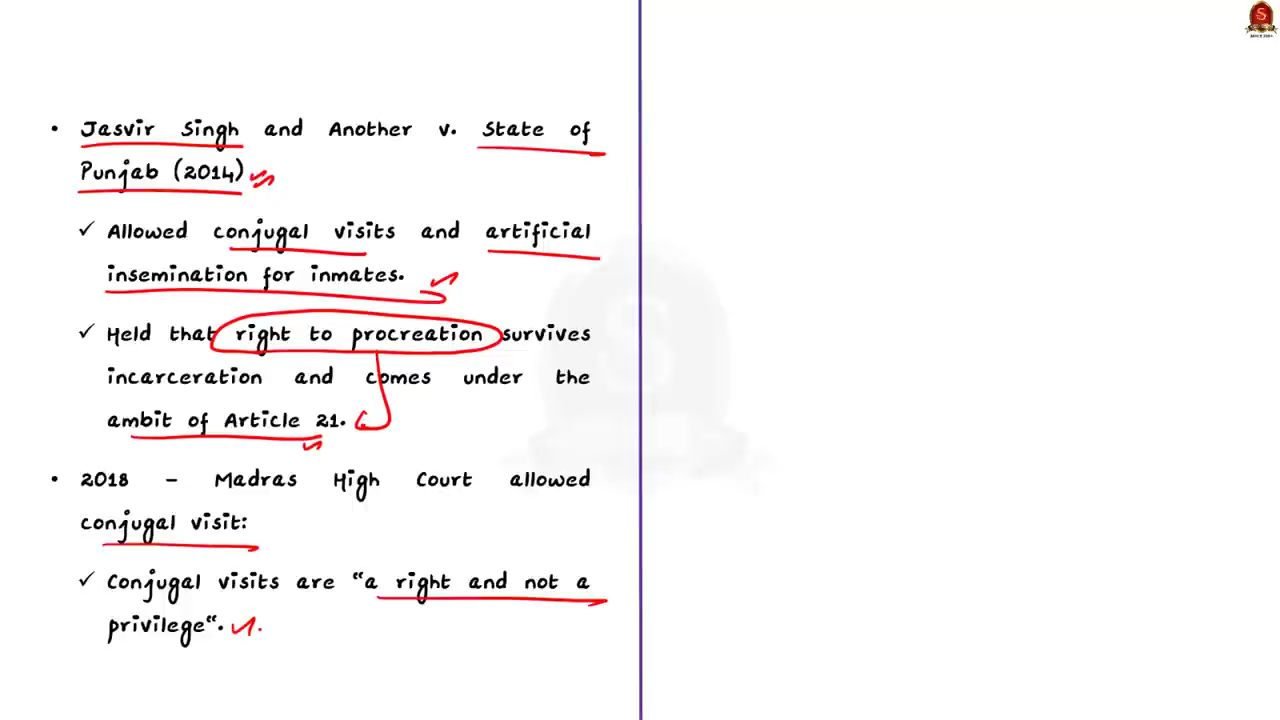 • Jasvir Singh and Another v. State of
Punjab (2014)
✓ Allowed conjugal visits and artificial
insemination for inmates.
✓ Held that right to procreation survives
incarceration and comes under the
ambit of Article 21.
• 2018 – Madras High Court allowed
conjugal visit:
✓ Conjugal visits are “a right and not a
privilege“.